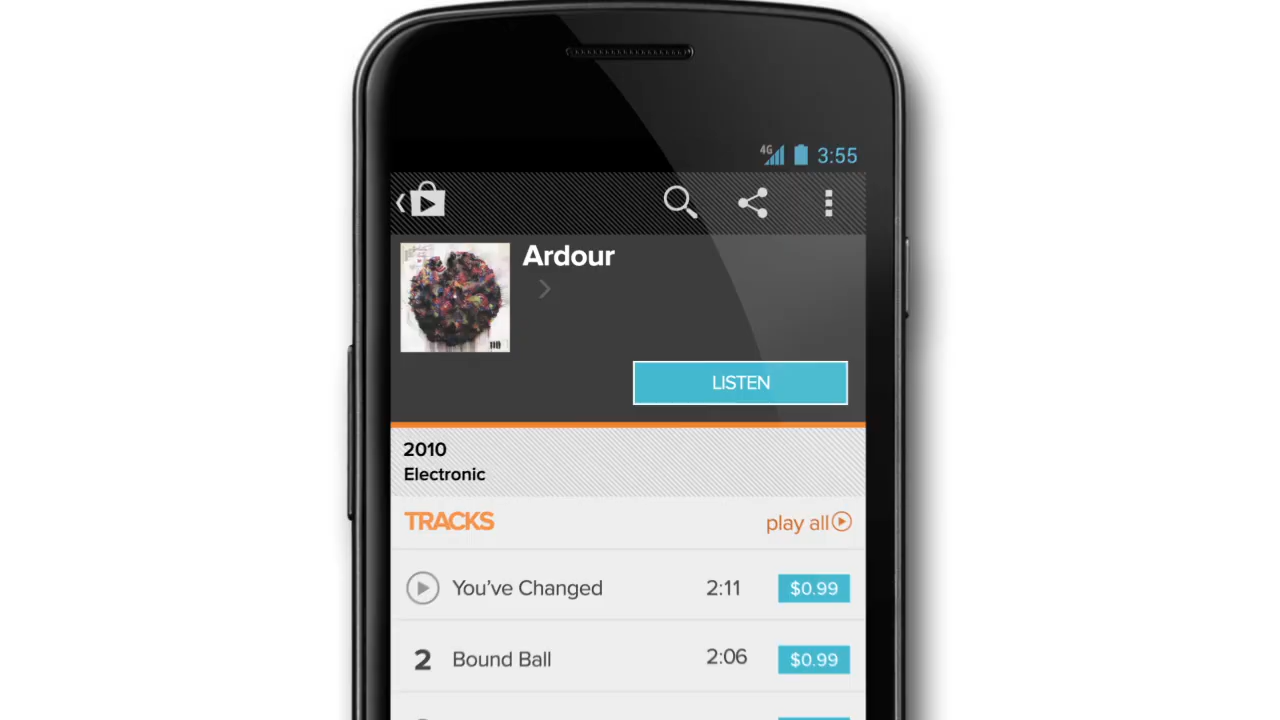 4G 3:55
Ardour
LISTEN
2010
Electronic
TRACKS
play all
You've Changed 2:11 $0.99
2 Bound Ball 2:06 $0.99